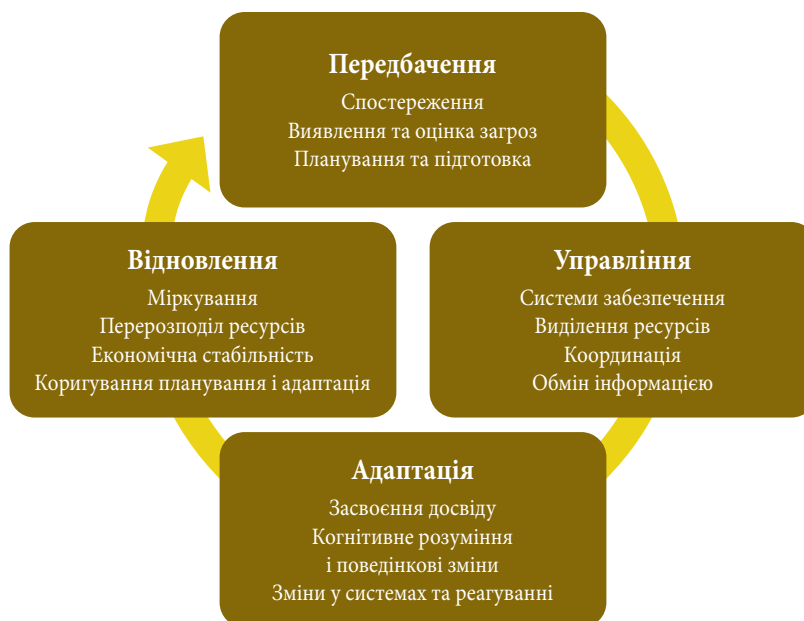 Передбачення
Спостереження
Виявлення та оцінка загроз
Планування та підготовка
Відновлення
Міркування
Перерозподіл ресурсів
Економічна стабільність
Коригування планування і адаптація
Управління
Системи забезпечення
Виділення ресурсів
Координація
Обмін інформацією
Адаптація
Засвоєння досвіду
Когнітивне розуміння
і поведінкові зміни
Зміни у системах та реагуванні